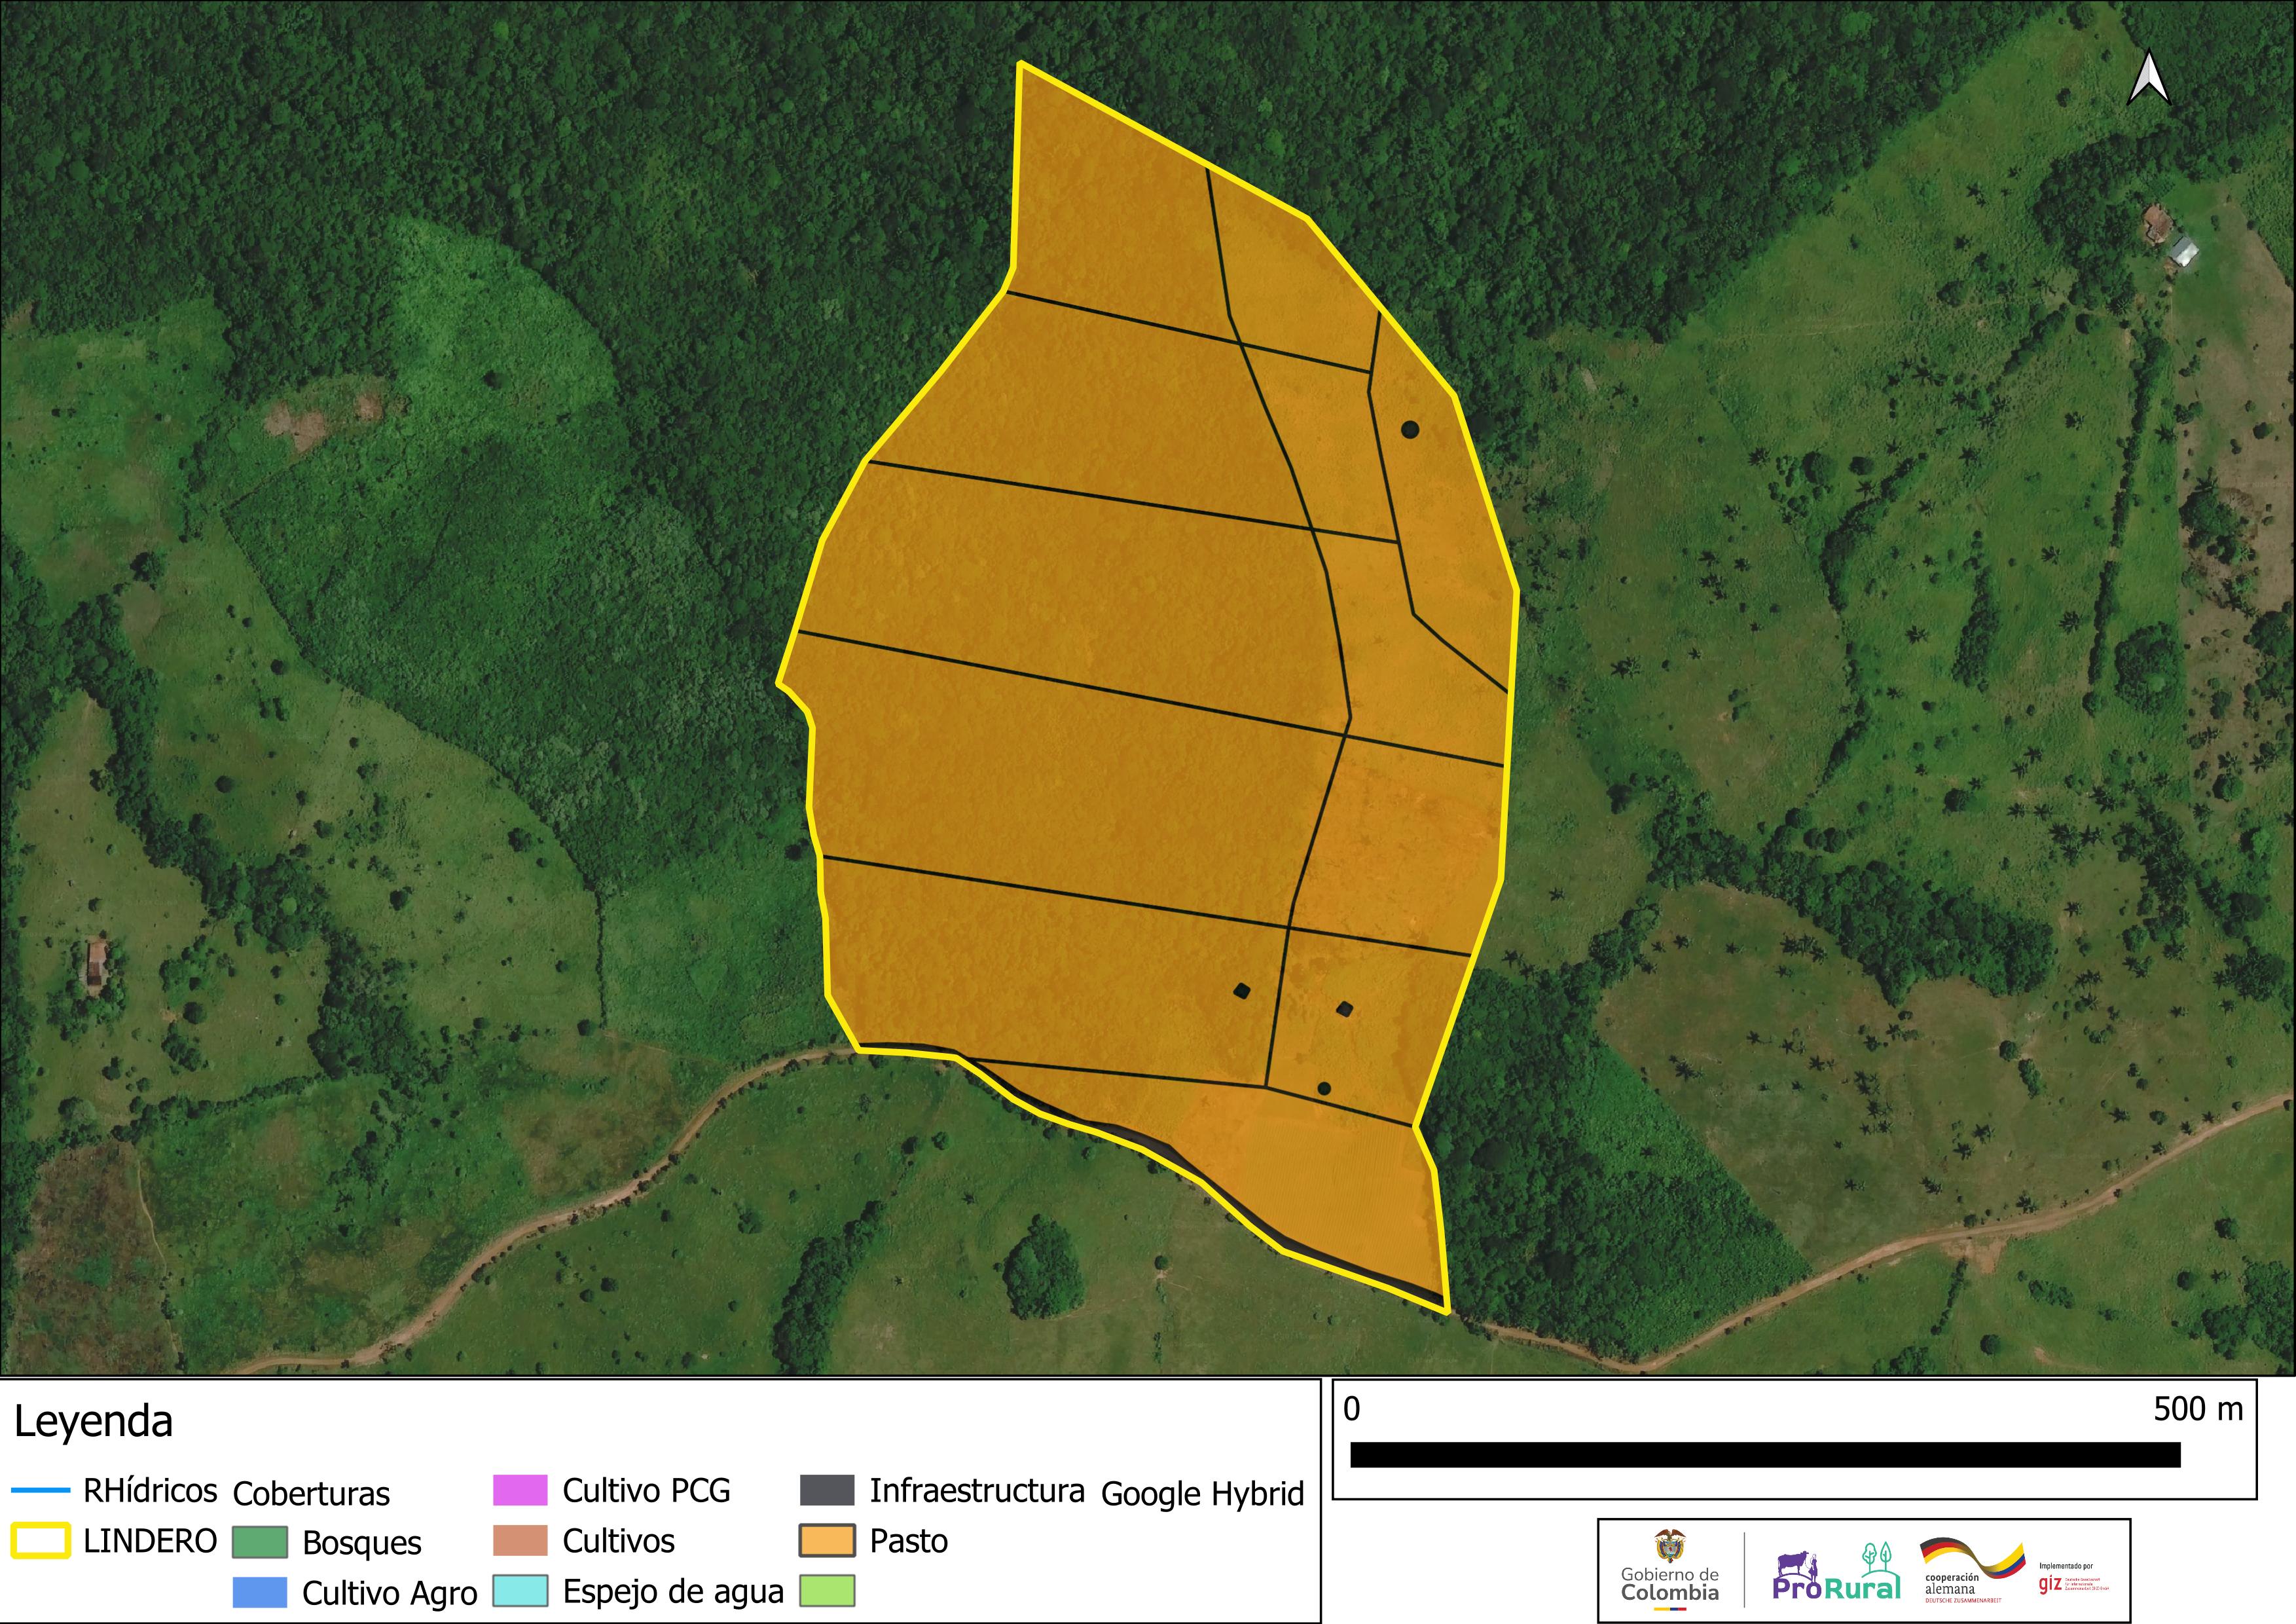 Leyenda
RHídricos
LINDERO
Coberturas
Bosques
Cultivo Agro
Cultivo PCG
Cultivos
Espejo de agua
Infraestructura
Pasto
Google Hybrid
0 500 m
Gobierno de
Colombia
ProRural
cooperación
alemana
DEUTSCHE ZUSAMMENARBEIT
Implementado por
giz